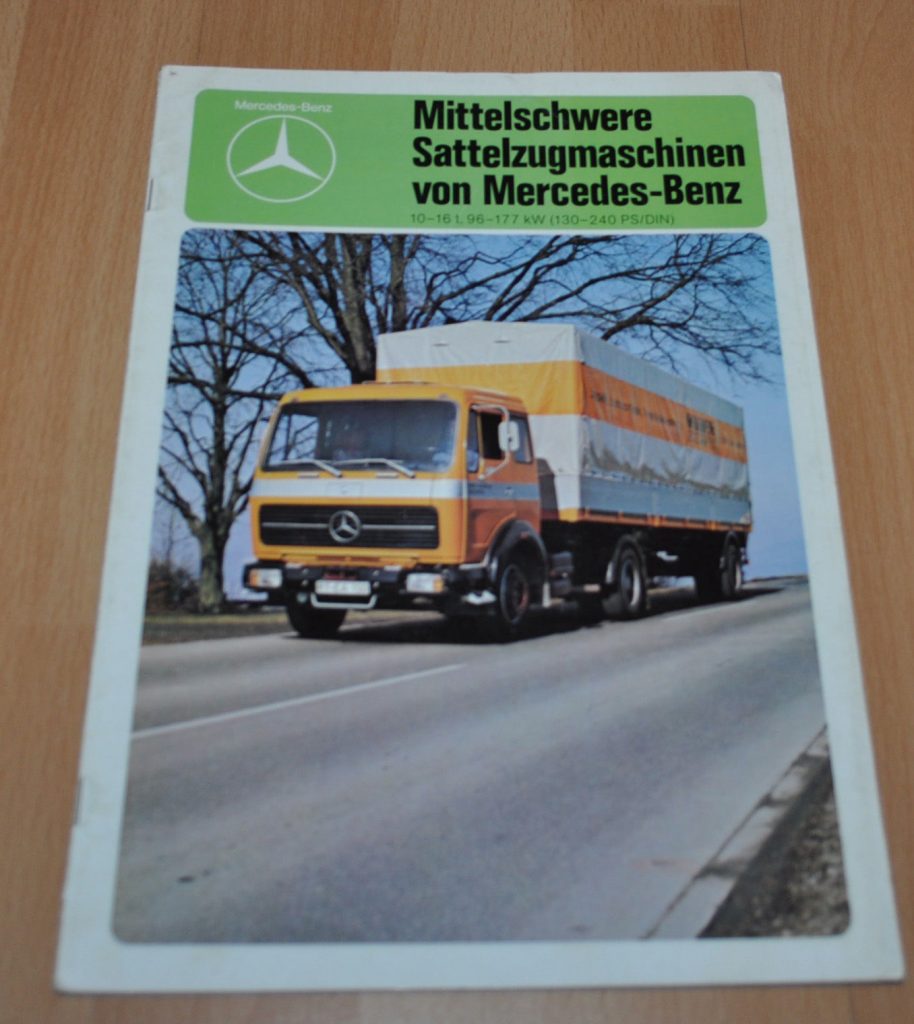 Mercedes-Benz
Mittelschwere
Sattelzugmaschinen
von Mercedes-Benz
10-16 t, 96-177 kW (130-240 PS/DIN)